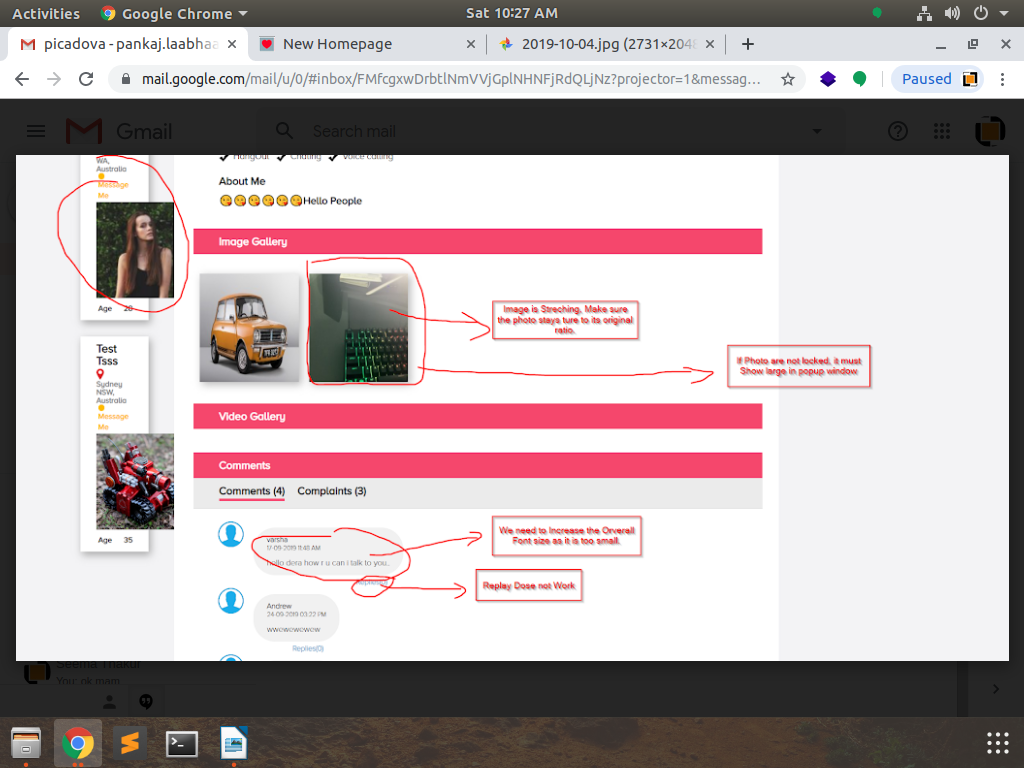 Activities
Google Chrome
Sat 10:27 AM
picadova - pankaj.laabhaa
New Homepage
2019-10-04.jpg (2731×2048
mail.google.com/mail/u/0/#inbox/FMfcgxwDrbtlNmVVjGplNHNFjRdQLjNz?projector=1&messag...
Paused
Gmail
Search mail
WA,
Australia
Message
Me
Age 20
HangOut Chating Voice calling
About Me
Hello People
Image Gallery
Image is Streching, Make sure
the photo stays ture to its original
ratio.
If Photo are not locked, it must
Show large in popup window
Test
Tsss
Sydney
NSW,
Australia
Message
Me
Age 35
Video Gallery
Comments
Comments (4) Complaints (3)
varsha
17-09-2019 11:48 AM
hello dera how r u can i talk to you..
We need to Increase the Orverall
Font size as it is too small.
Replay Dose not Work
Andrew
24-09-2019 03:22 PM
wwewewewew
Replies(0)
Seema Thakur
You: ok mam